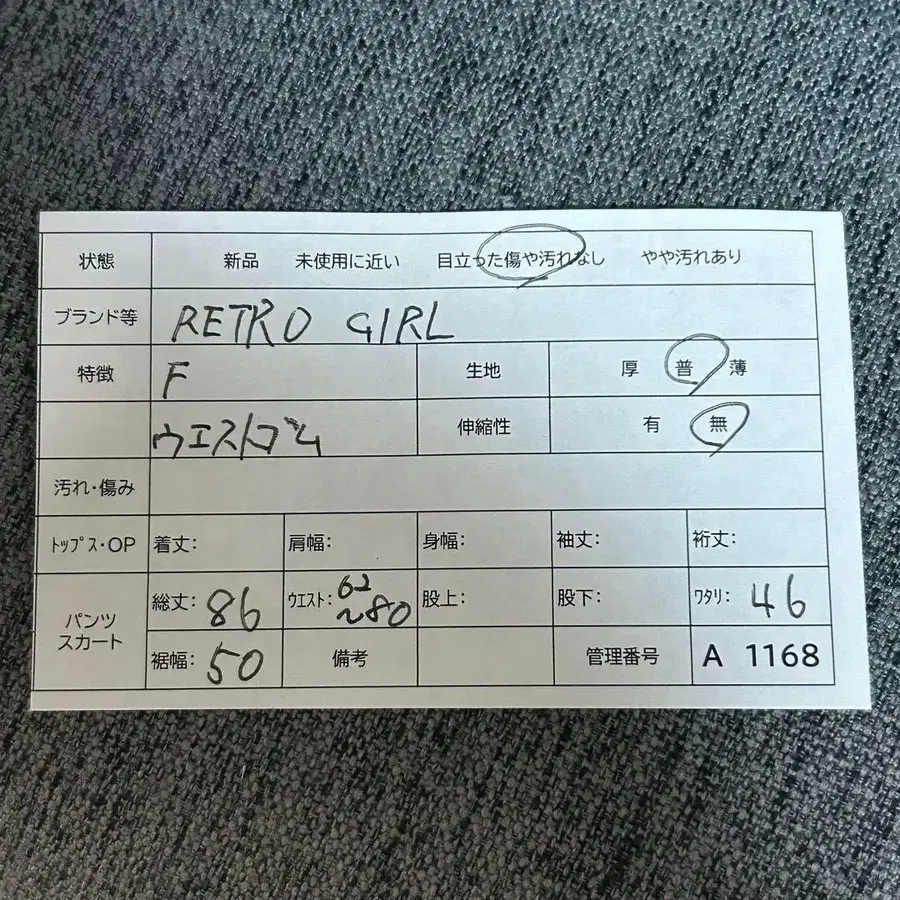 状態 新品 未使用に近い 目立った傷や汚れなし やや汚れあり
ブランド等 RETRO GIRL
特徴 F 生地 厚 普 薄
ウエストゴム 伸縮性 有 無
汚れ・傷み
ﾄｯﾌﾟｽ・OP 着丈: 肩幅: 身幅: 袖丈: 裄丈:
パンツ
スカート
総丈: 86 ｳｴｽﾄ: 62 ~80 股上: 股下: ﾜﾀﾘ: 46
裾幅: 50 備考 管理番号 A 1168